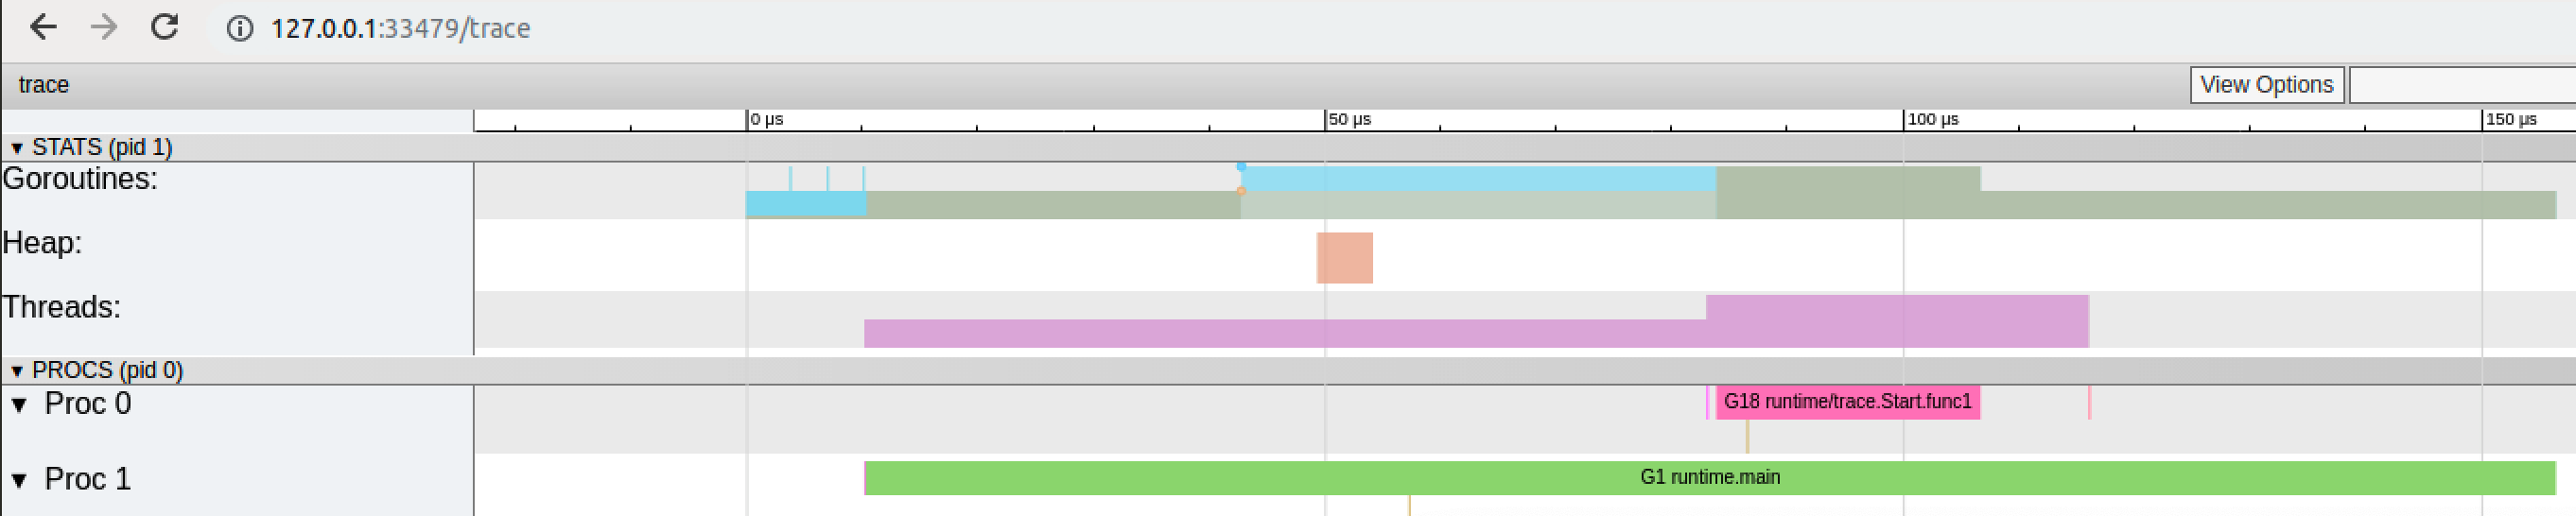 127.0.0.1:33479/trace
trace
View Options
0 μs
50 μs
100 μs
150 μs
▼ STATS (pid 1)
Goroutines:
Heap:
Threads:
▼ PROCS (pid 0)
▼ Proc 0
G18 runtime/trace.Start.func1
▼ Proc 1
G1 runtime.main